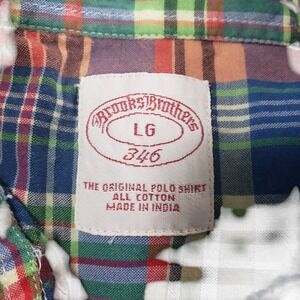 Brooks Brothers
LG
346
THE ORIGINAL POLO SHIRT
ALL COTTON
MADE IN INDIA